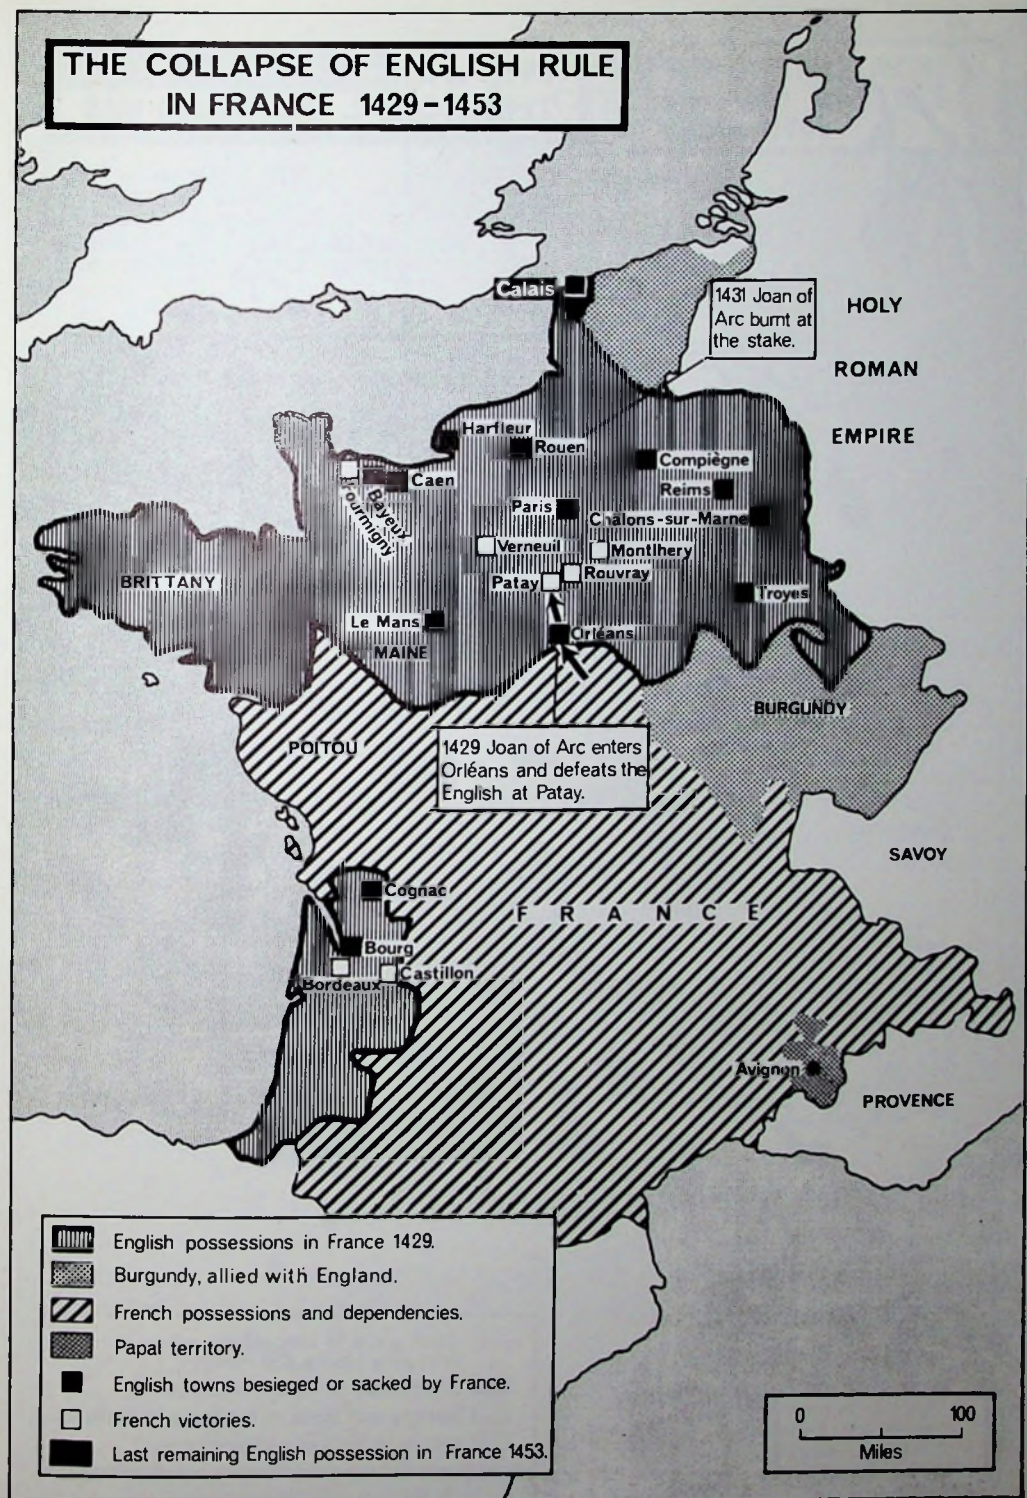 THE COLLAPSE OF ENGLISH RULE
IN FRANCE 1429-1453
Calais
1431 Joan of
Arc burnt at
the stake.
HOLY
ROMAN
EMPIRE
Harfleur
Rouen
Compiègne
Caen
Reims
Bayeux
Fourmigny
Paris
Châlons-sur-Marne
Verneuil
Montlhery
BRITTANY
Patay
Rouvray
Troyes
Le Mans
Orléans
MAINE
BURGUNDY
POITOU
1429 Joan of Arc enters
Orléans and defeats the
English at Patay.
SAVOY
Cognac
FRANCE
Bourg
Castillon
Bordeaux
Avignon
PROVENCE
English possessions in France 1429.
Burgundy, allied with England.
French possessions and dependencies.
Papal territory.
English towns besieged or sacked by France.
French victories.
Last remaining English possession in France 1453.
0 100
Miles